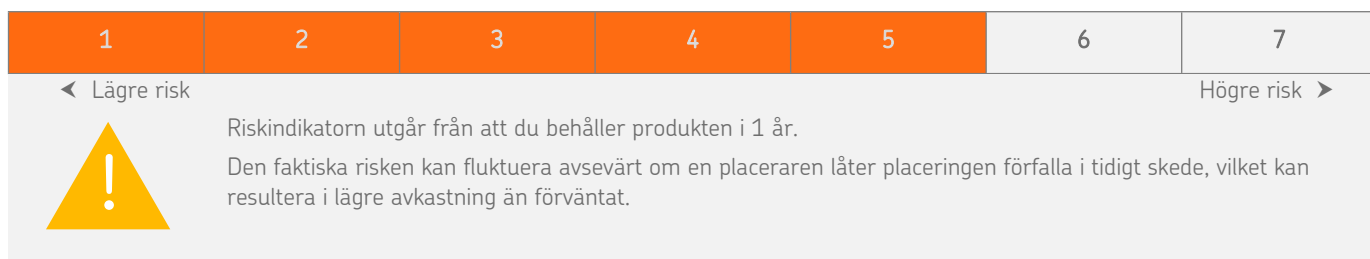 1 2 3 4 5 6 7
Lägre risk Högre risk
Riskindikatorn utgår från att du behåller produkten i 1 år.
Den faktiska risken kan fluktuera avsevärt om en placeraren låter placeringen förfalla i tidigt skede, vilket kan
resultera i lägre avkastning än förväntat.